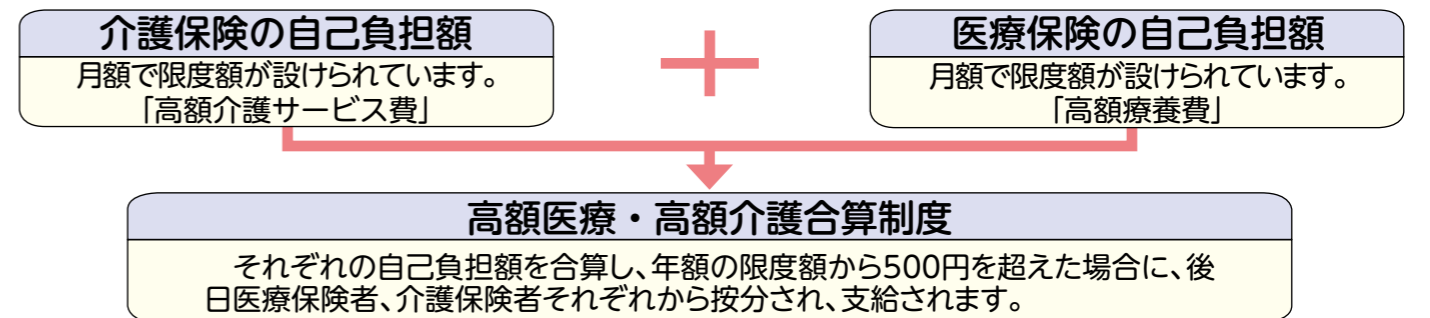 介護保険の自己負担額
月額で限度額が設けられています。
「高額介護サービス費」
＋
医療保険の自己負担額
月額で限度額が設けられています。
「高額療養費」
高額医療・高額介護合算制度
それぞれの自己負担額を合算し、年額の限度額から500円を超えた場合に、後
日医療保険者、介護保険者それぞれから按分され、支給されます。